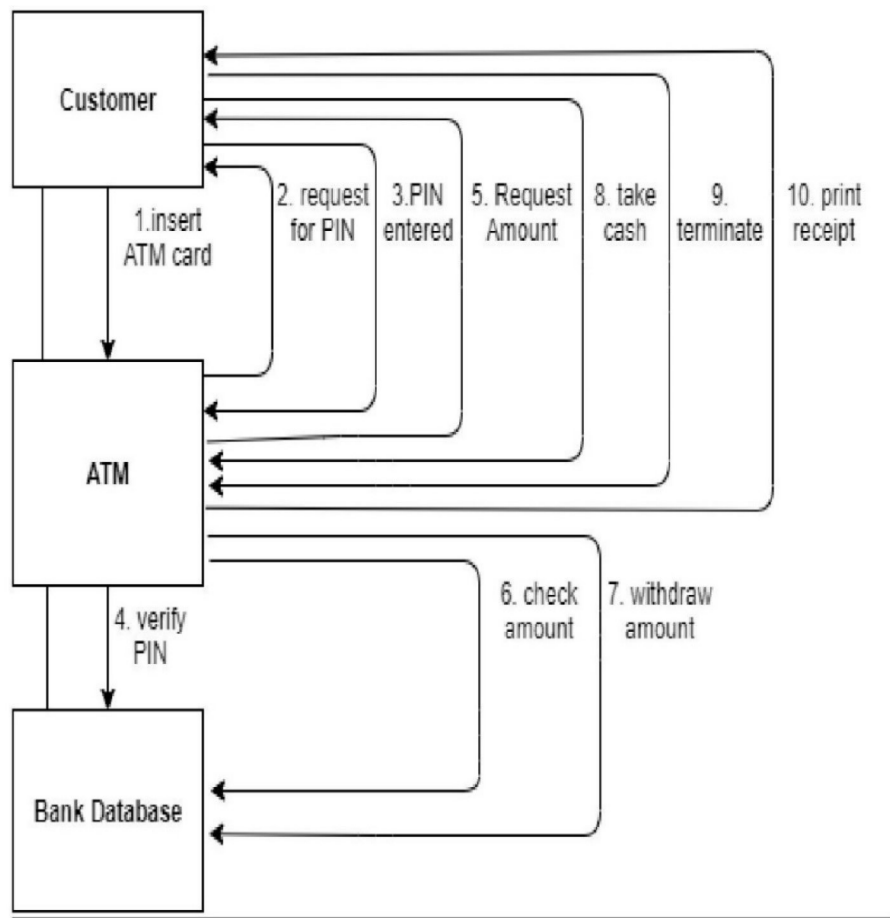 Customer
1.insert
ATM card
2. request
for PIN
3.PIN
entered
5. Request
Amount
8. take
cash
9.
terminate
10. print
receipt
ATM
4. verify
PIN
6. check
amount
7. withdraw
amount
Bank Database